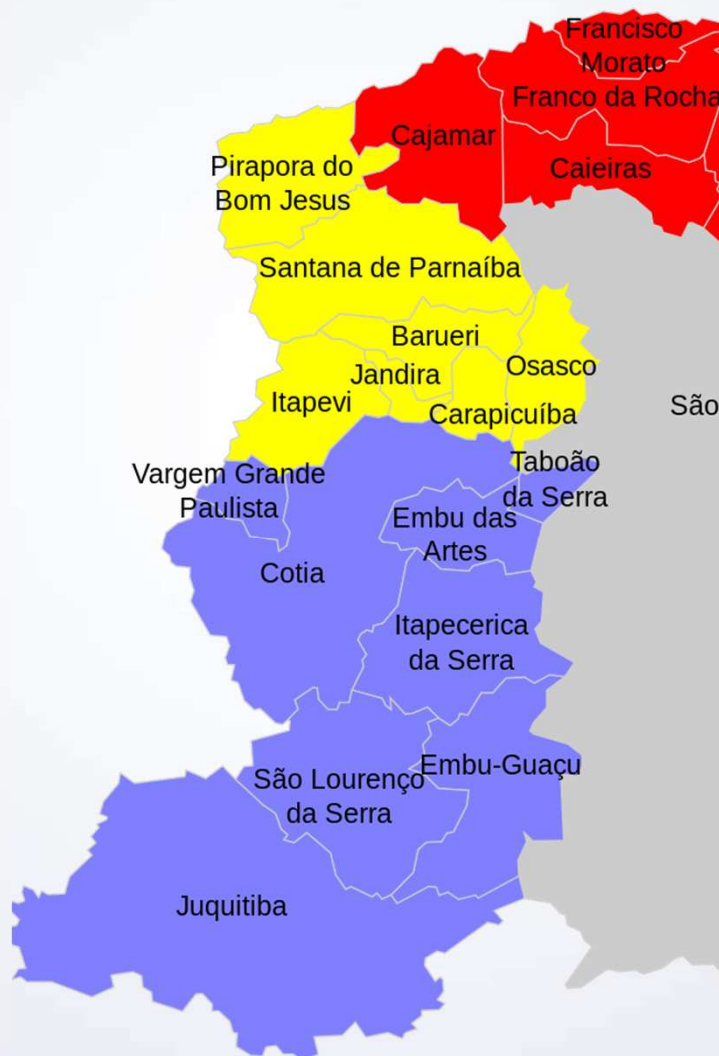 Francisco
Morato
Franco da Rocha
Cajamar
Caieiras
Pirapora do
Bom Jesus
Santana de Parnaíba
Barueri
Osasco
Jandira
Itapevi
São
Carapicuíba
Taboão
da Serra
Vargem Grande
Paulista
Embu das
Artes
Cotia
Itapecerica
da Serra
Embu-Guaçu
São Lourenço
da Serra
Juquitiba